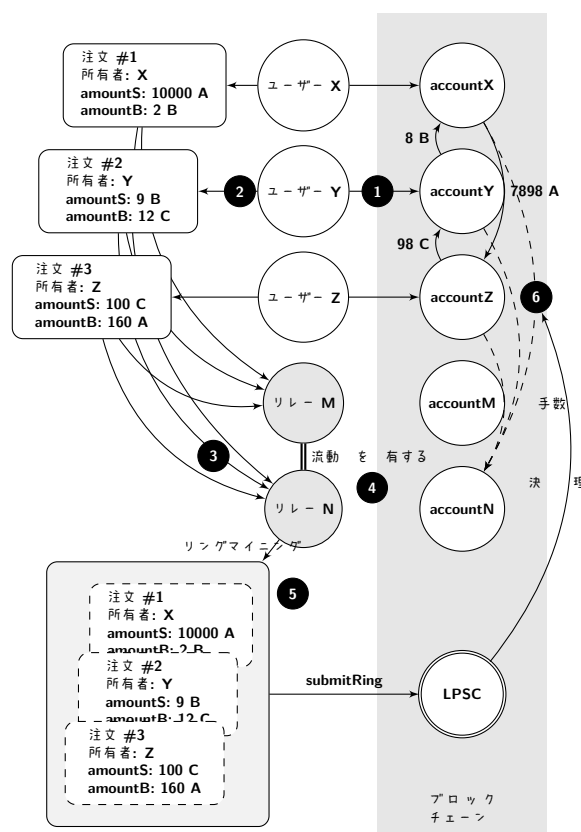 注文 #1
所有者: X
amountS: 10000 A
amountB: 2 B
ユーザー X
accountX
8 B
注文 #2
所有者: Y
amountS: 9 B
amountB: 12 C
2
ユーザー Y
1
accountY
7898 A
98 C
注文 #3
所有者: Z
amountS: 100 C
amountB: 160 A
ユーザー Z
accountZ
6
リレー M
accountM
手数
3
流動 を 有する
4
決 理
リレー N
accountN
リングマイニング
5
注文 #1
所有者: X
amountS: 10000 A
amountB: 2 B
注文 #2
所有者: Y
amountS: 9 B
amountB: 12 C
注文 #3
所有者: Z
amountS: 100 C
amountB: 160 A
submitRing
LPSC
ブロック
チェーン